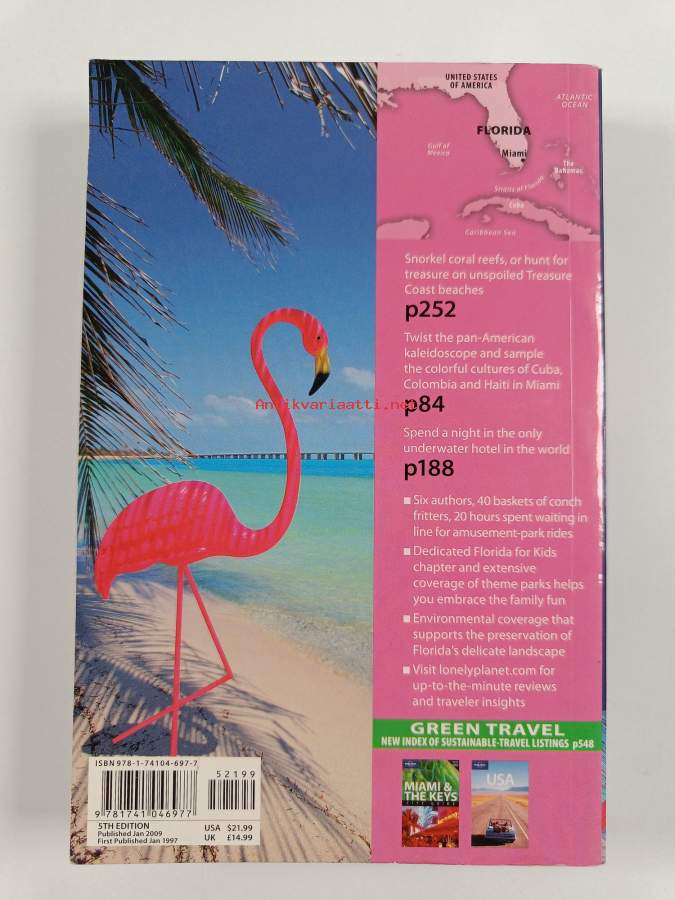 UNITED STATES
OF AMERICA
ATLANTIC
OCEAN
FLORIDA
Gulf of
Mexico
Miami
The
Bahamas
Straits of Florida
Cuba
Caribbean Sea
Snorkel coral reefs, or hunt for
treasure on unspoiled Treasure
Coast beaches
p252
Twist the pan-American
kaleidoscope and sample
the colorful cultures of Cuba,
Colombia and Haiti in Miami
p84
Antikvariaatti.net
Spend a night in the only
underwater hotel in the world
p188
Six authors, 40 baskets of conch
fritters, 20 hours spent waiting in
line for amusement-park rides
Dedicated Florida for Kids
chapter and extensive
coverage of theme parks helps
you embrace the family fun
Environmental coverage that
supports the preservation of
Florida's delicate landscape
Visit lonelyplanet.com for
up-to-the-minute reviews
and traveler insights
GREEN TRAVEL
NEW INDEX OF SUSTAINABLE-TRAVEL LISTINGS p548
MIAMI &
THE KEYS
CITY GUIDE
USA
ISBN 978-1-74104-697-7
52199
9 781741 046977
5TH EDITION
Published Jan 2009
First Published Jan 1997
USA $21.99
UK £14.99